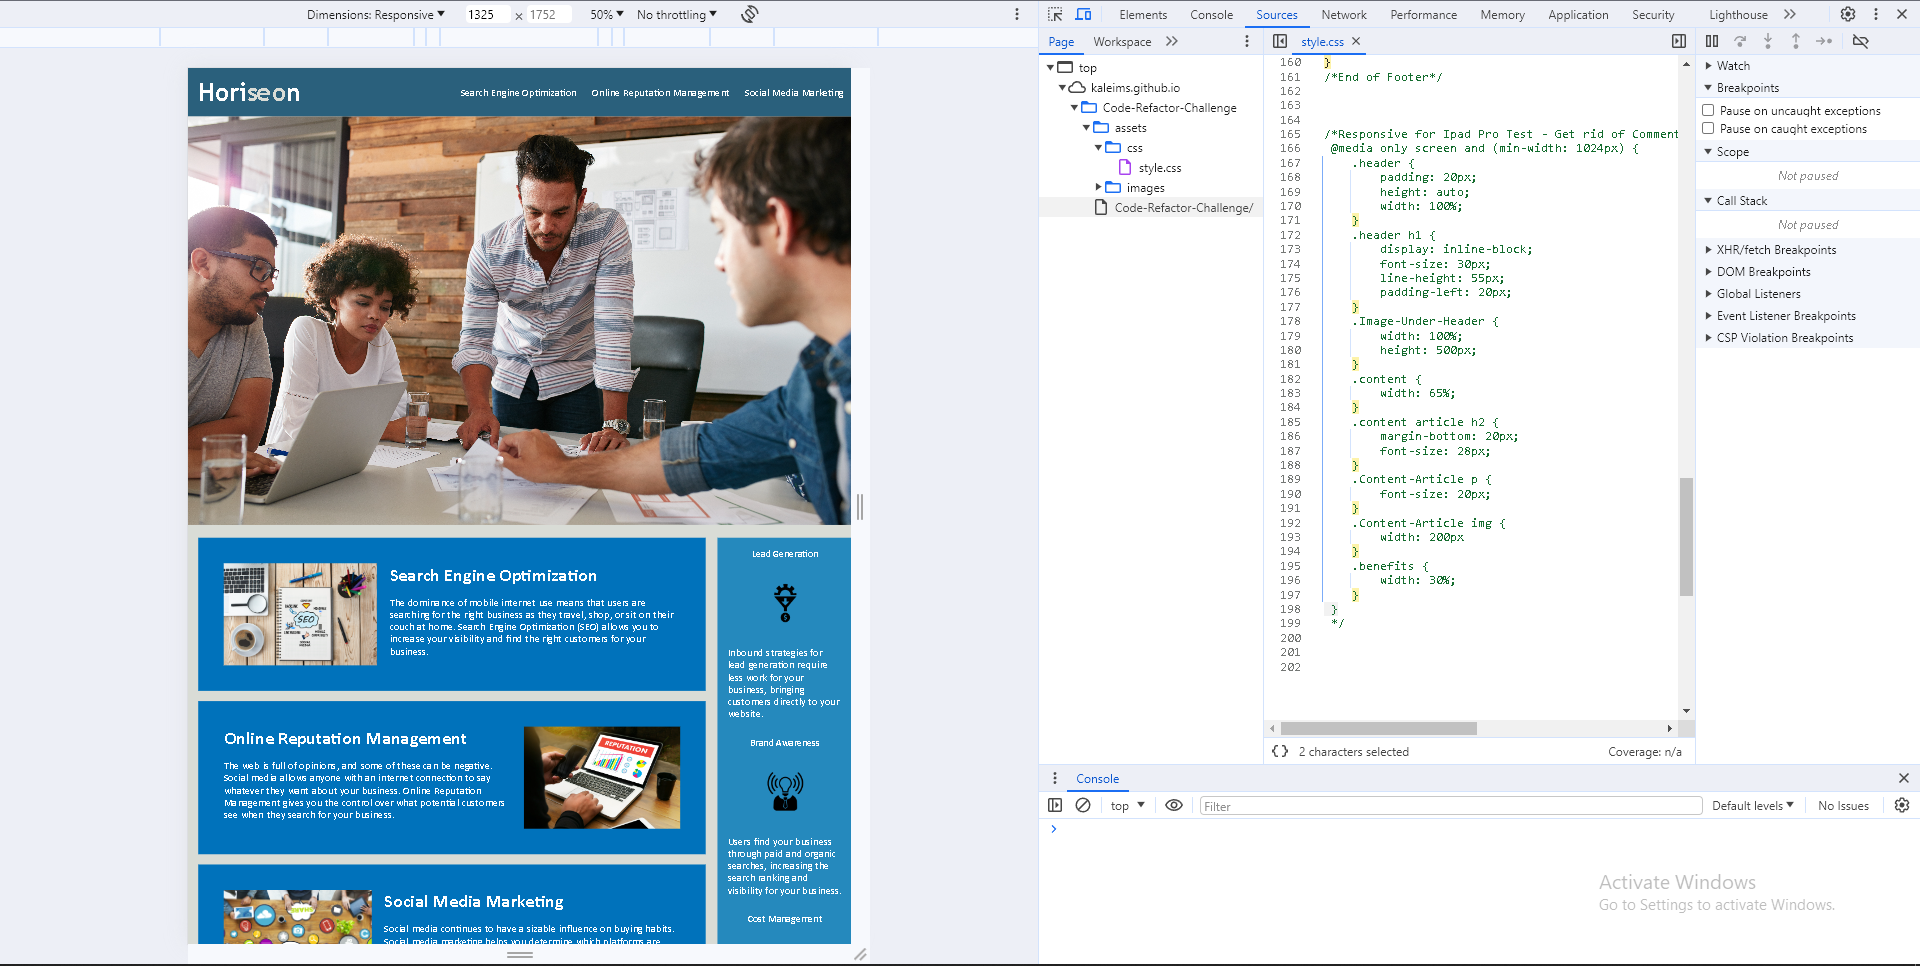 Dimensions: Responsive 1325 × 1752 50% No throttling
Horiseon
Search Engine Optimization Online Reputation Management Social Media Marketing
SEO
Search Engine Optimization
The dominance of mobile internet use means that users are
searching for the right business as they travel, shop, or sit on their
couch at home. Search Engine Optimization (SEO) allows you to
increase your visibility and find the right customers for your
business.
Online Reputation Management
The web is full of opinions, and some of these can be negative.
Social media allows anyone with an internet connection to say
whatever they want about your business. Online Reputation
Management gives you the control over what potential customers
see when they search for your business.
REPUTATION
Social Media Marketing
Social media continues to have a sizable influence on buying habits.
Social media marketing helps you determine which platforms are
Lead Generation
Inbound strategies for
lead generation require
less work for your
business, bringing
customers directly to your
website.
Brand Awareness
Users find your business
through paid and organic
searches, increasing the
search ranking and
visibility for your business.
Cost Management
Elements Console Sources Network Performance Memory Application Security Lighthouse
Page Workspace
top
kaleims.github.io
Code-Refactor-Challenge
assets
css
style.css
images
Code-Refactor-Challenge/
style.css
160 }
161 /*End of Footer*/
162
163
164
165 /*Responsive for Ipad Pro Test - Get rid of Comment
166 @media only screen and (min-width: 1024px) {
167 .header {
168 padding: 20px;
169 height: auto;
170 width: 100%;
171 }
172 .header h1 {
173 display: inline-block;
174 font-size: 30px;
175 line-height: 55px;
176 padding-left: 20px;
177 }
178 .Image-Under-Header {
179 width: 100%;
180 height: 500px;
181 }
182 .content {
183 width: 65%;
184 }
185 .content article h2 {
186 margin-bottom: 20px;
187 font-size: 28px;
188 }
189 .Content-Article p {
190 font-size: 20px;
191 }
192 .Content-Article img {
193 width: 200px
194 }
195 .benefits {
196 width: 30%;
197 }
198 }
199 */
200
201
202
{} 2 characters selected Coverage: n/a
Watch
Breakpoints
Pause on uncaught exceptions
Pause on caught exceptions
Scope
Not paused
Call Stack
Not paused
XHR/fetch Breakpoints
DOM Breakpoints
Global Listeners
Event Listener Breakpoints
CSP Violation Breakpoints
Console
top Filter Default levels No Issues
Activate Windows
Go to Settings to activate Windows.